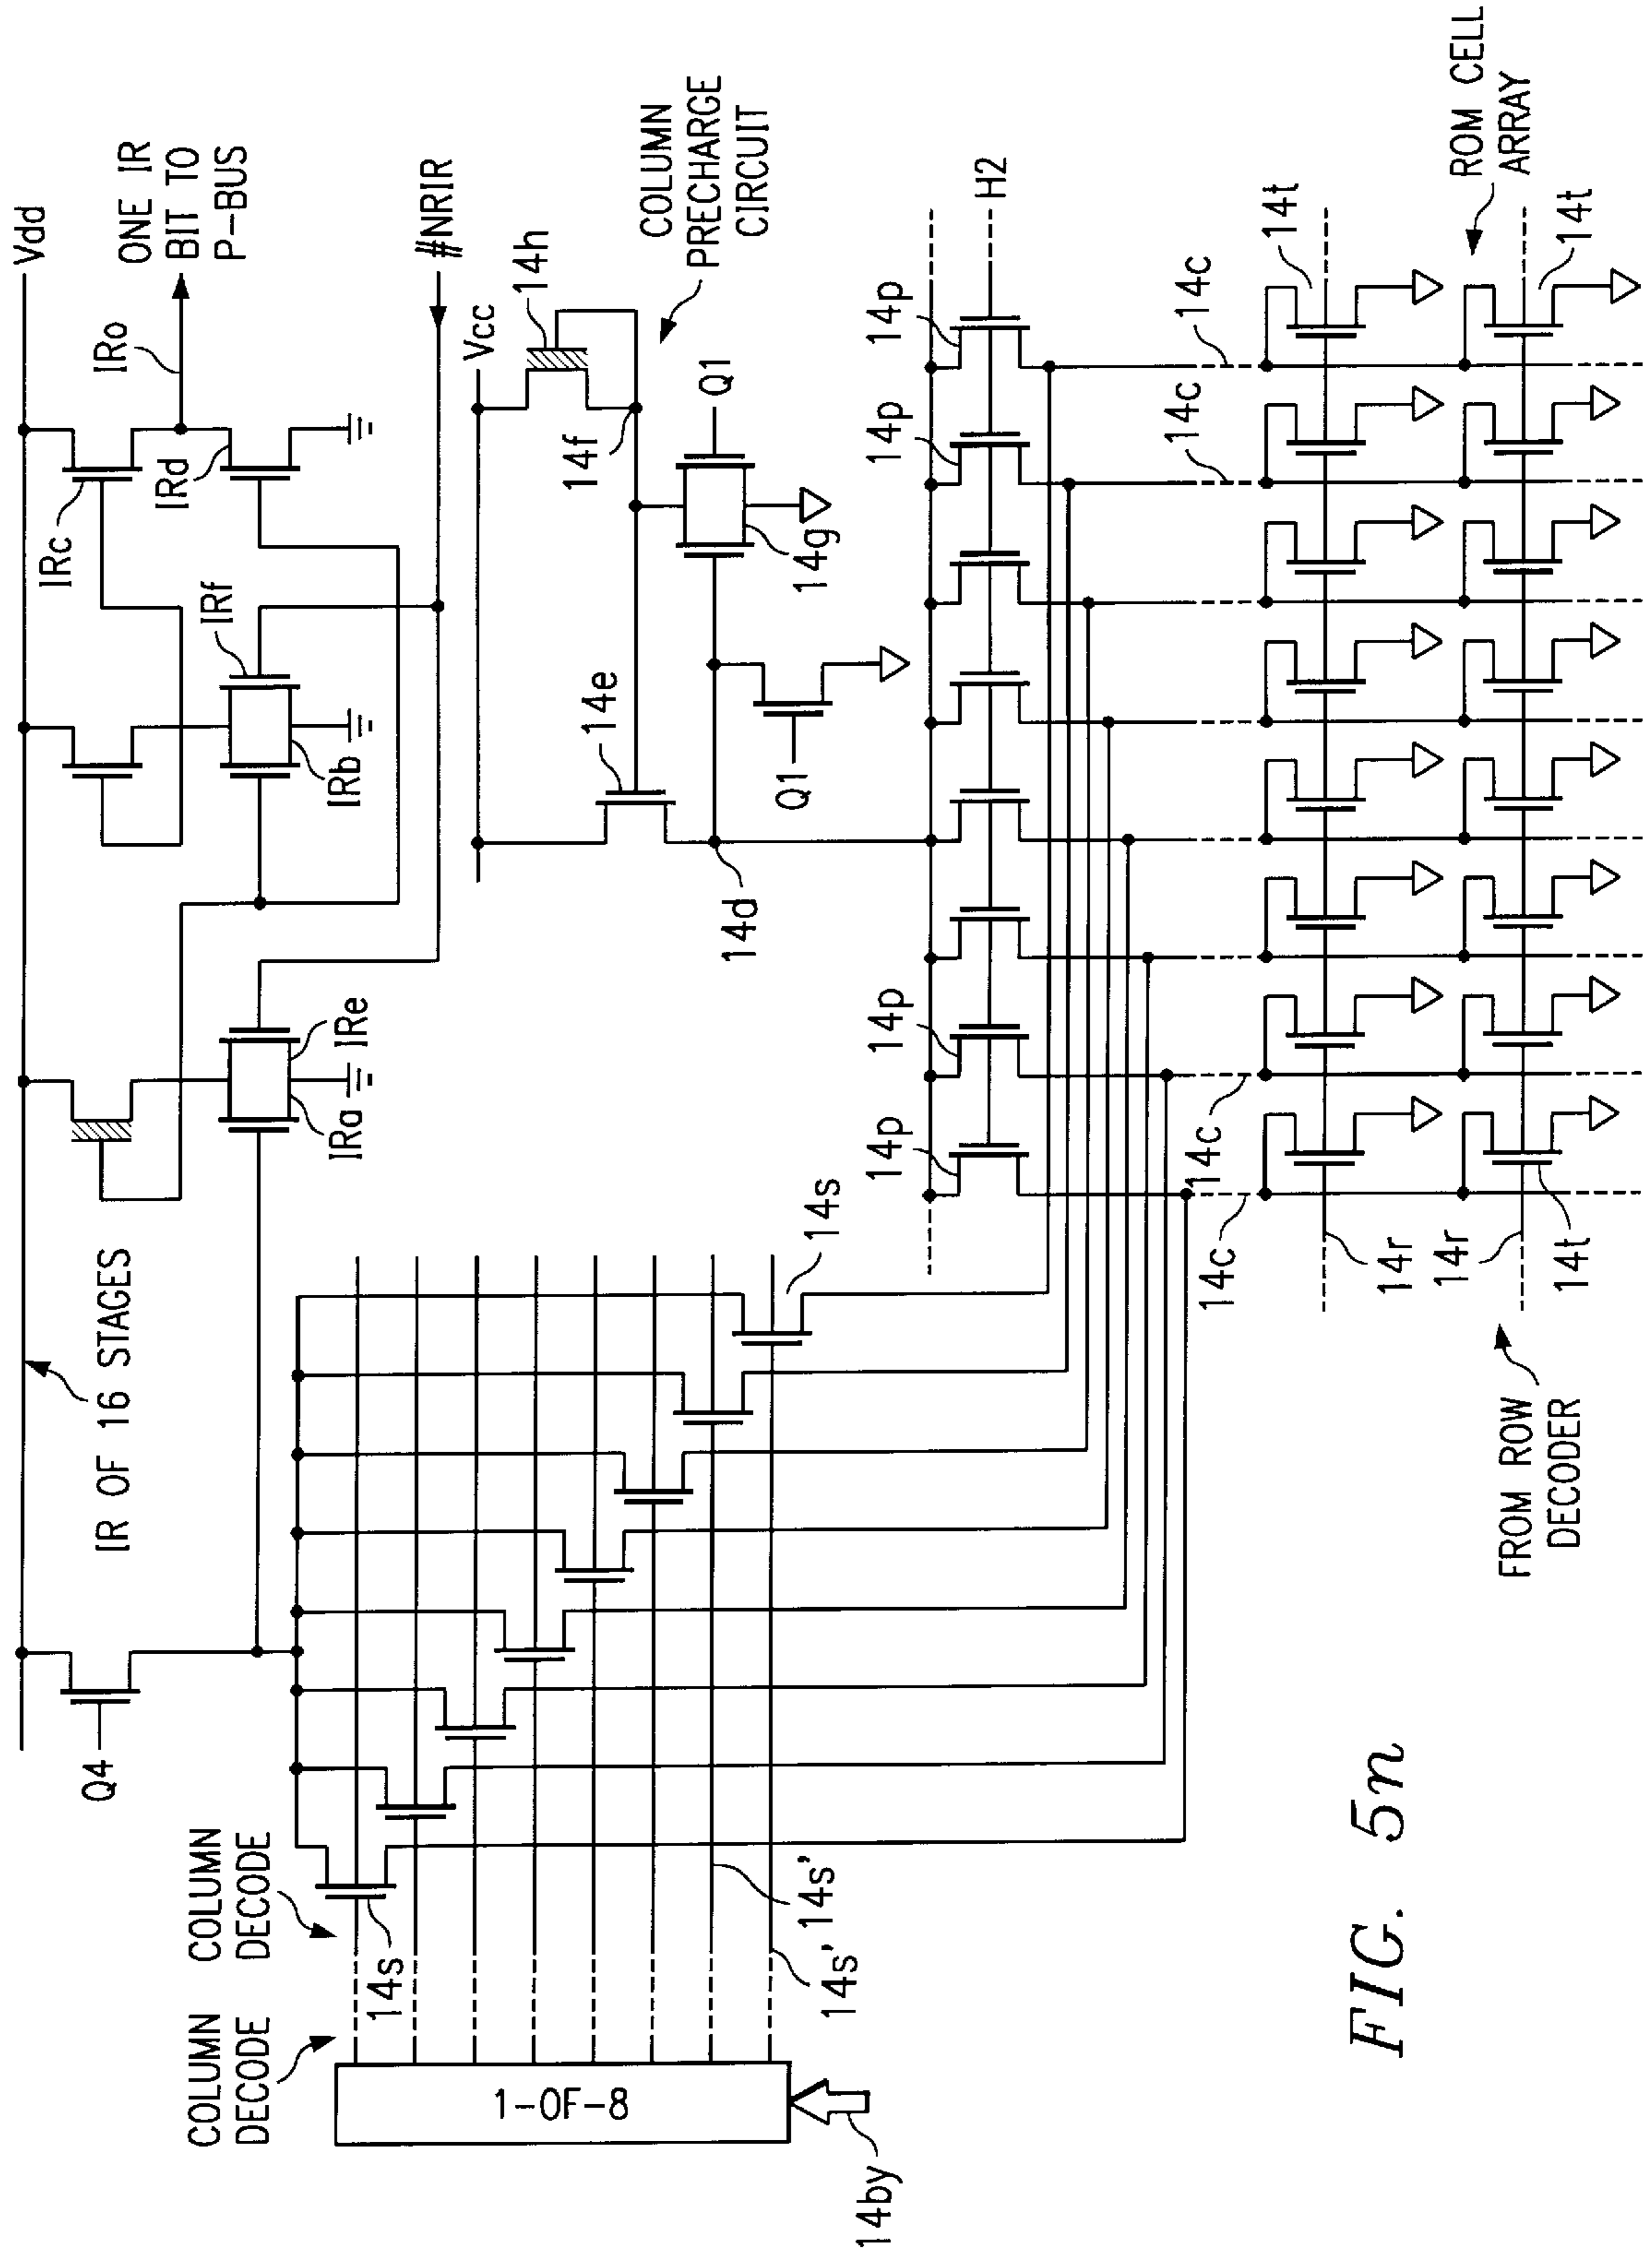 Vdd
IR OF 16 STAGES
IRc
IRo
ONE IR
BIT TO
P-BUS
IRd
IRf
IRb
IRa
IRe
#NRIR
Q4
Vcc
14h
14f
14e
14g
14d
Q1
Q1
COLUMN
PRECHARGE
CIRCUIT
COLUMN
DECODE
COLUMN
DECODE
14s
14s
14s'
14s'
1-OF-8
14by
14p
14p
14p
14p
H2
14c
14c
14c
14c
14t
14t
14t
14r
14r
ROM CELL
ARRAY
FROM ROW
DECODER
FIG. 5n